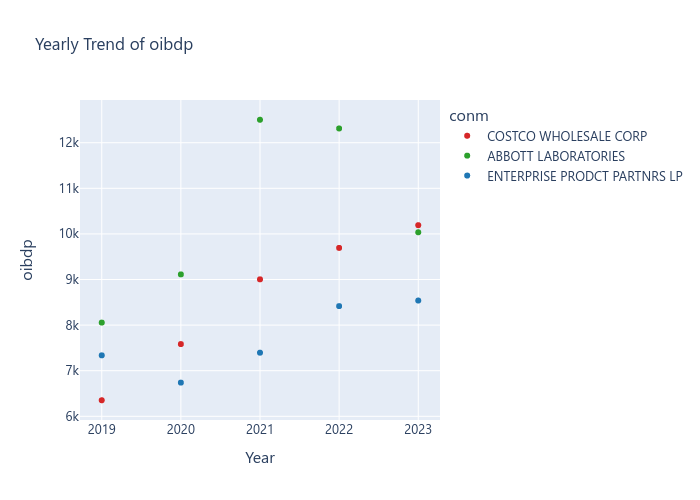 Yearly Trend of oibdp
conm
COSTCO WHOLESALE CORP
ABBOTT LABORATORIES
ENTERPRISE PRODCT PARTNRS LP
oibdp
12k
11k
10k
9k
8k
7k
6k
2019 2020 2021 2022 2023
Year